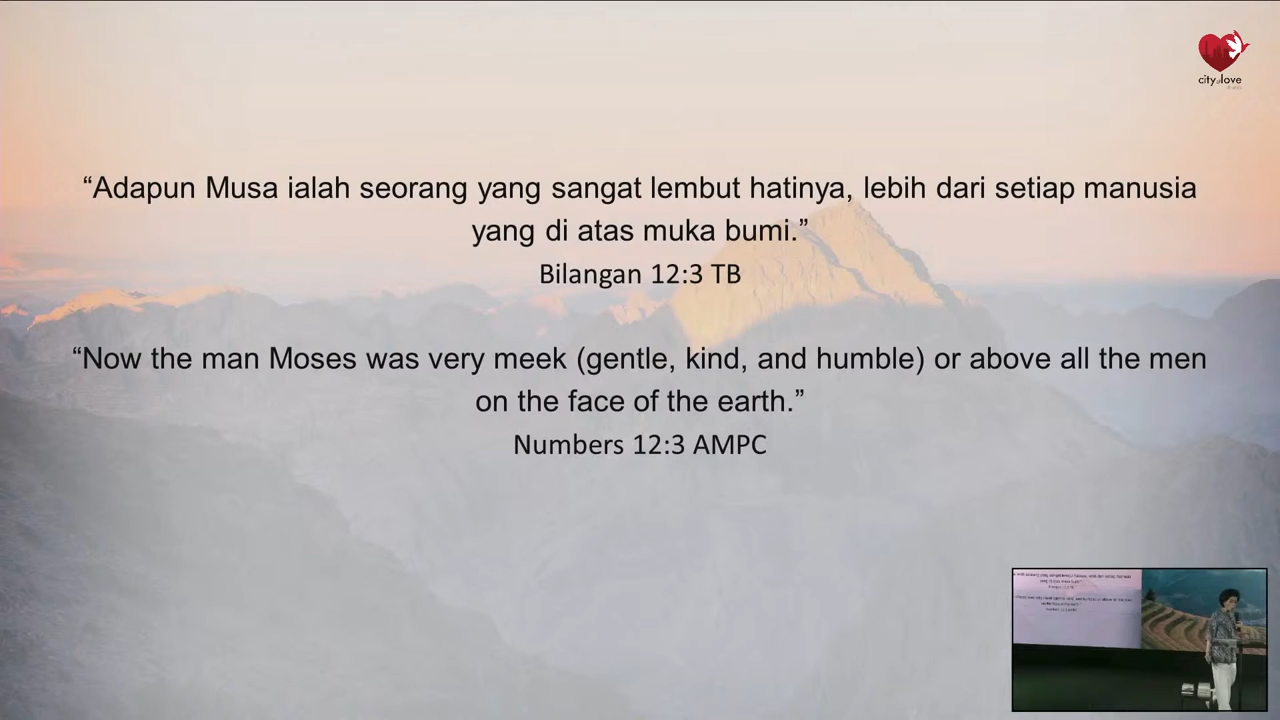 city of love
“Adapun Musa ialah seorang yang sangat lembut hatinya, lebih dari setiap manusia
yang di atas muka bumi.”
Bilangan 12:3 TB
“Now the man Moses was very meek (gentle, kind, and humble) or above all the men
on the face of the earth.”
Numbers 12:3 AMPC